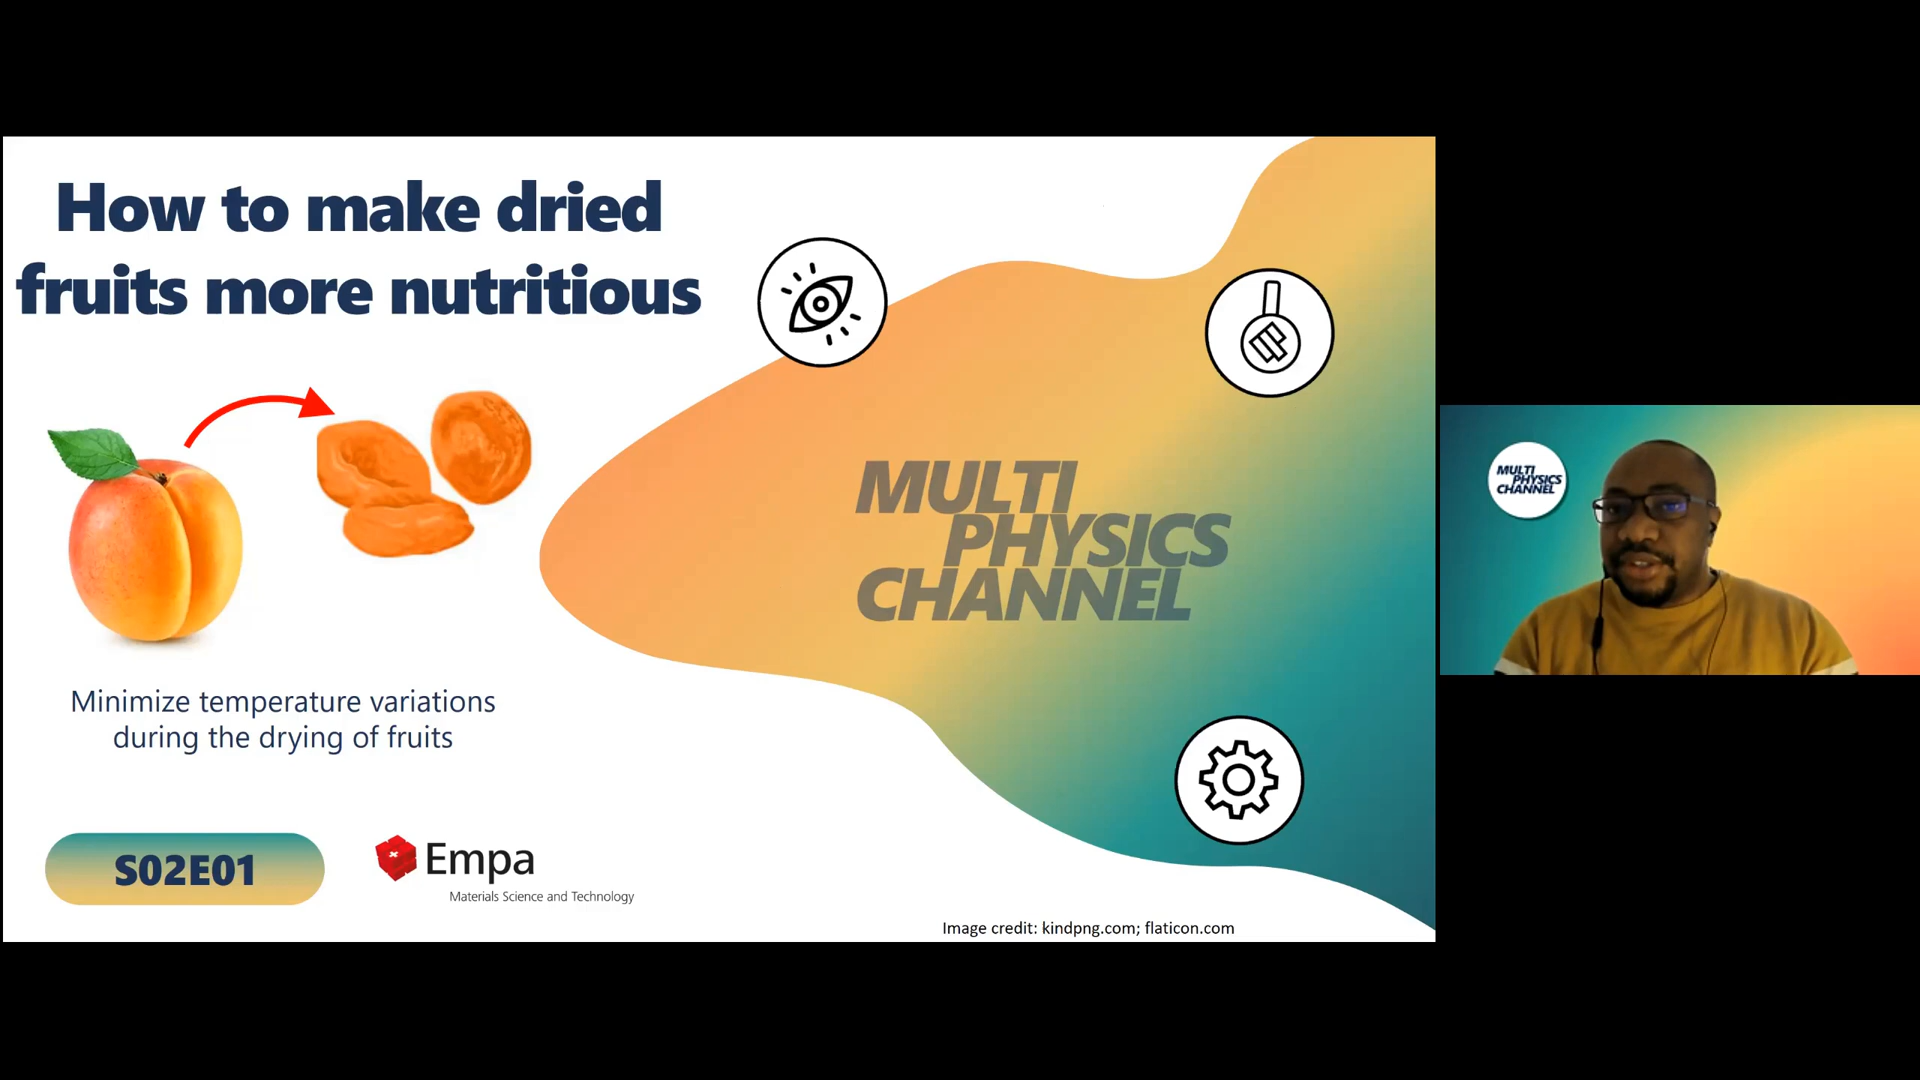 How to make dried
fruits more nutritious
MULTI
PHYSICS
CHANNEL
Minimize temperature variations
during the drying of fruits
S02E01
Empa
Materials Science and Technology
Image credit: kindpng.com; flaticon.com
MULTI
PHYSICS
CHANNEL